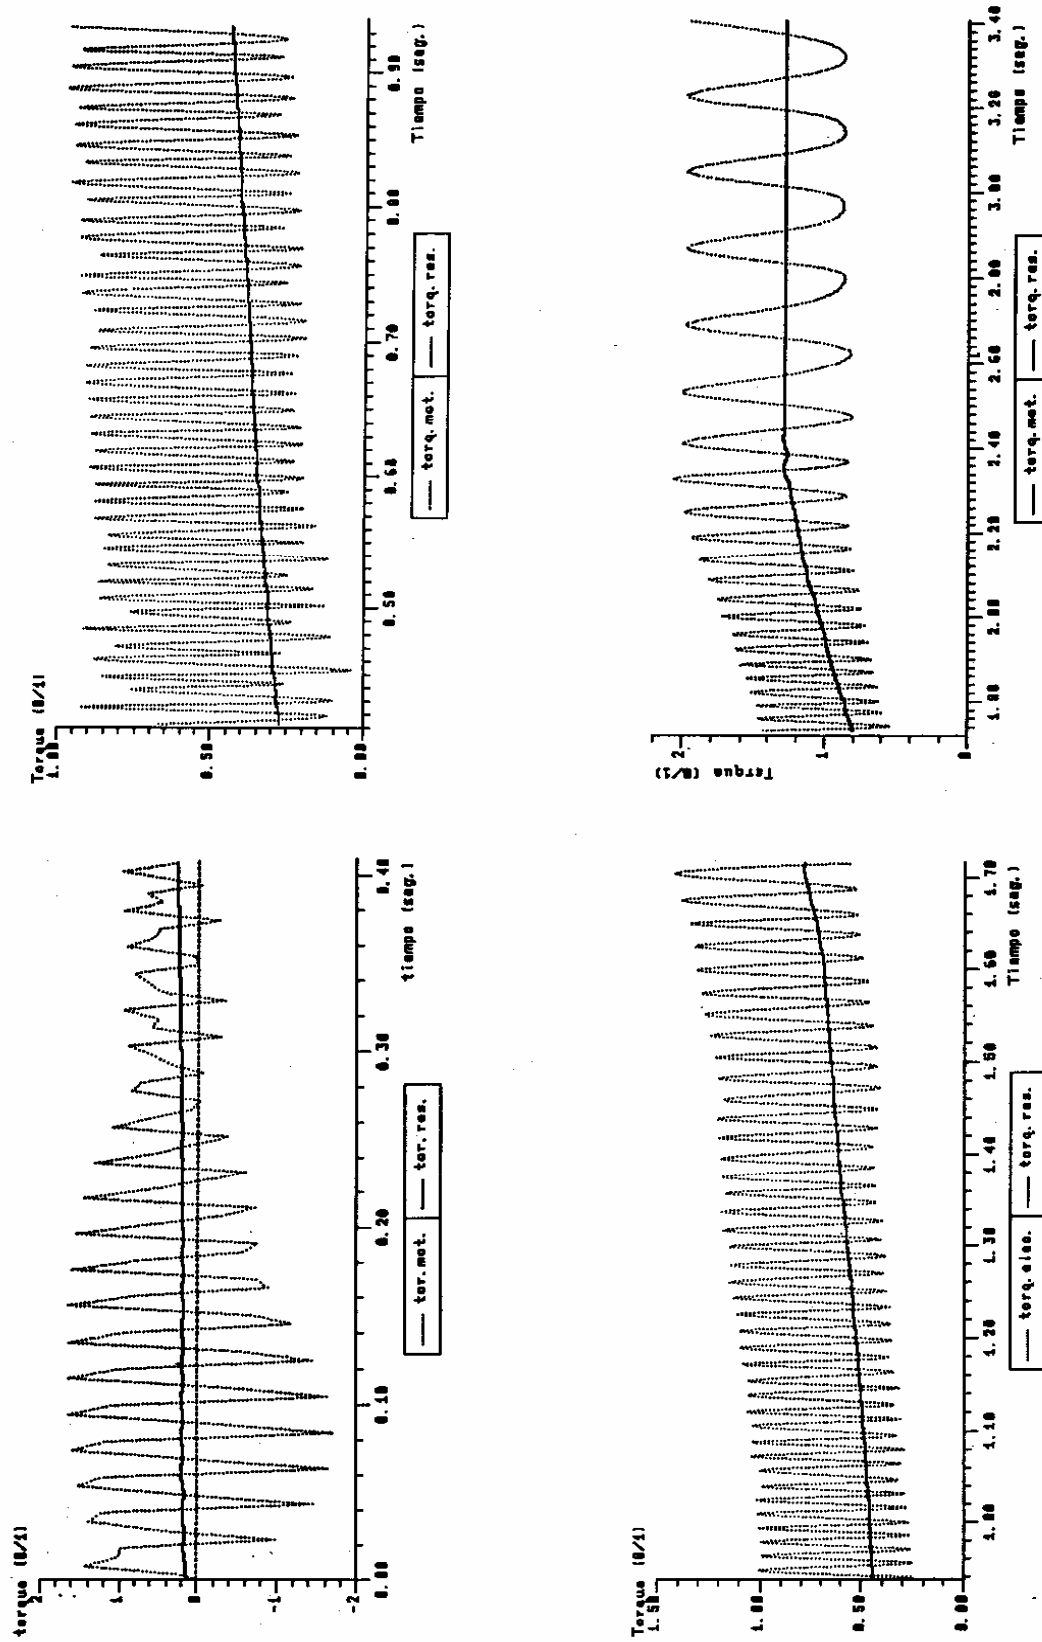 torque (0/1)
2
1
0
-1
-2
0.00 0.10 0.20 0.30 0.40
tiempo (seg.)
tor.mot. tor.res.
Torque (0/1)
1.00
0.50
0.00
0.50 0.60 0.70 0.80 0.90
Tiempo (seg.)
torq.mot. torq.res.
Torque (0/1)
1.50
1.00
0.50
0.00
1.00 1.10 1.20 1.30 1.40 1.50 1.60 1.70
Tiempo (seg.)
torq.elec. torq.res.
Torque (0/1)
2
1
0
1.80 2.00 2.20 2.40 2.60 2.80 3.00 3.20 3.40
Tiempo (seg.)
torq.mot. torq.res.